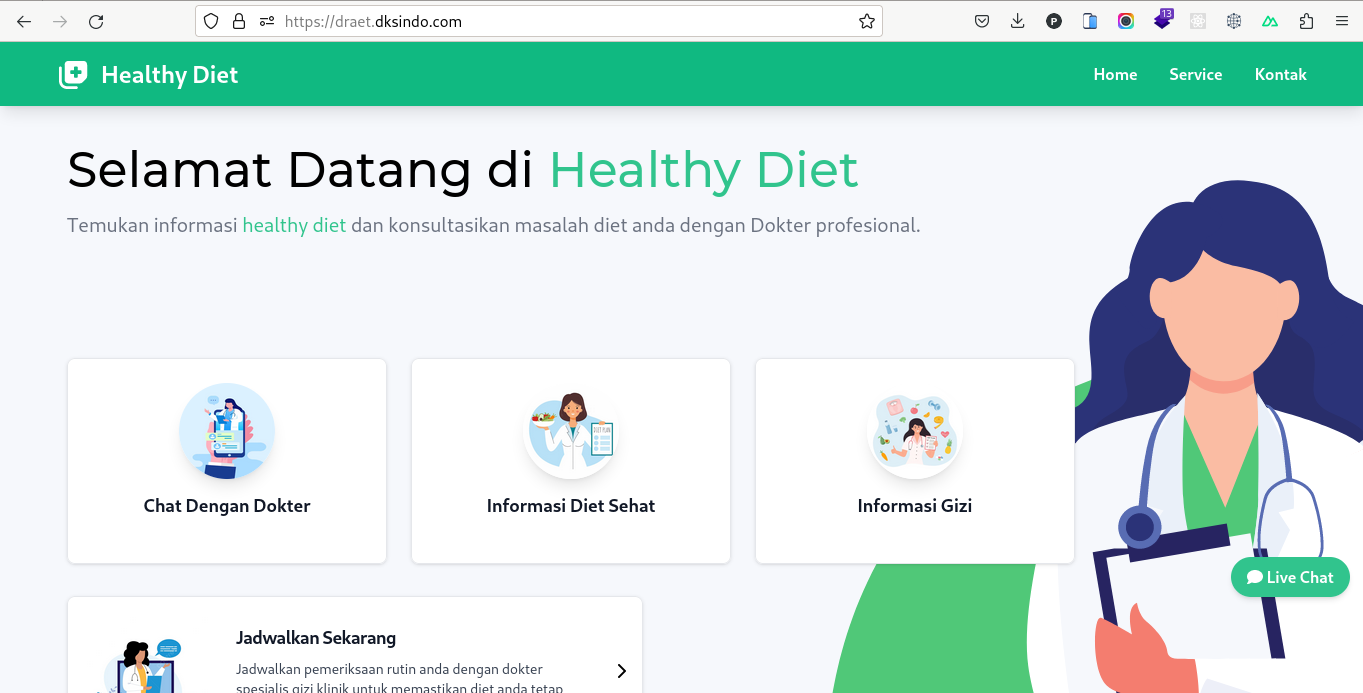 https://draet.dksindo.com
13
Healthy Diet
Home
Service
Kontak
Selamat Datang di Healthy Diet
Temukan informasi healthy diet dan konsultasikan masalah diet anda dengan Dokter profesional.
Chat Dengan Dokter
DIET PLAN
Informasi Diet Sehat
Informasi Gizi
Live Chat
Jadwalkan Sekarang
Jadwalkan pemeriksaan rutin anda dengan dokter
spesialis gizi klinik untuk memastikan diet anda tetap